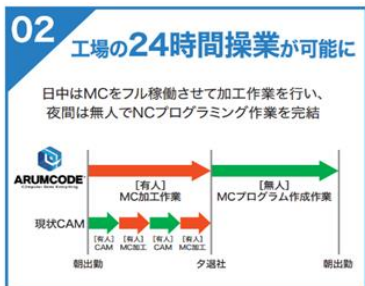 02
工場の24時間操業が可能に
日中はMCをフル稼働させて加工作業を行い、
夜間は無人でNCプログラミング作業を完結
ARUMCODE
[有人]
MC加工作業
[無人]
MCプログラム作成作業
現状CAM
[有人]
CAM
[有人]
MC加工
[有人]
CAM
[有人]
MC加工
朝出勤
夕退社
朝出勤